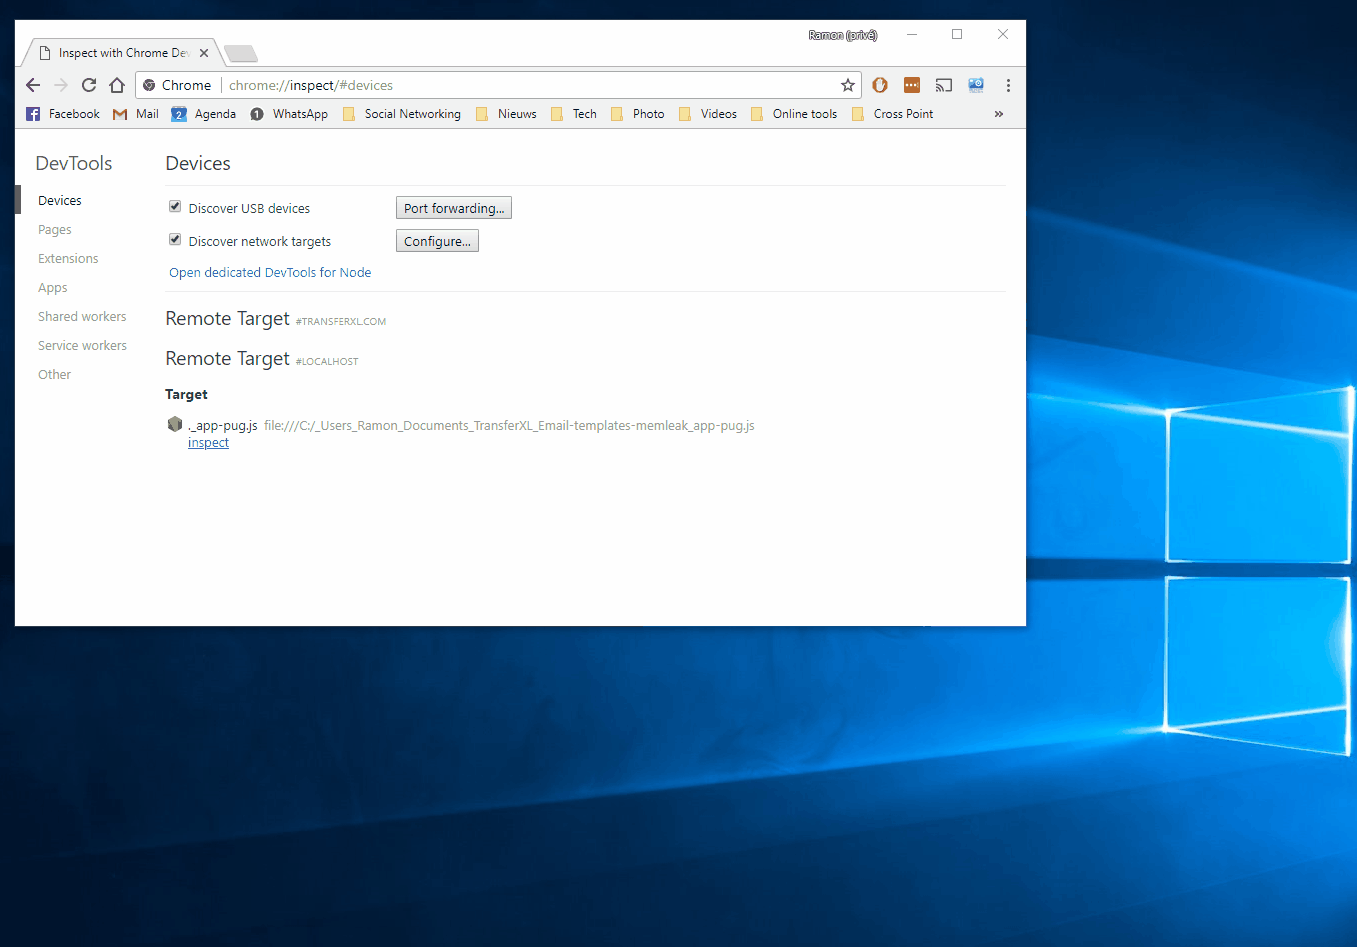 Ramon (privé)
Inspect with Chrome Dev
Chrome chrome://inspect/#devices
Facebook Mail 2 Agenda 1 WhatsApp Social Networking Nieuws Tech Photo Videos Online tools Cross Point »
DevTools
Devices
Pages
Extensions
Apps
Shared workers
Service workers
Other
Devices
Discover USB devices Port forwarding...
Discover network targets Configure...
Open dedicated DevTools for Node
Remote Target #TRANSFERXL.COM
Remote Target #LOCALHOST
Target
._app-pug.js file:///C:/_Users_Ramon_Documents_TransferXL_Email-templates-memleak_app-pug.js
inspect